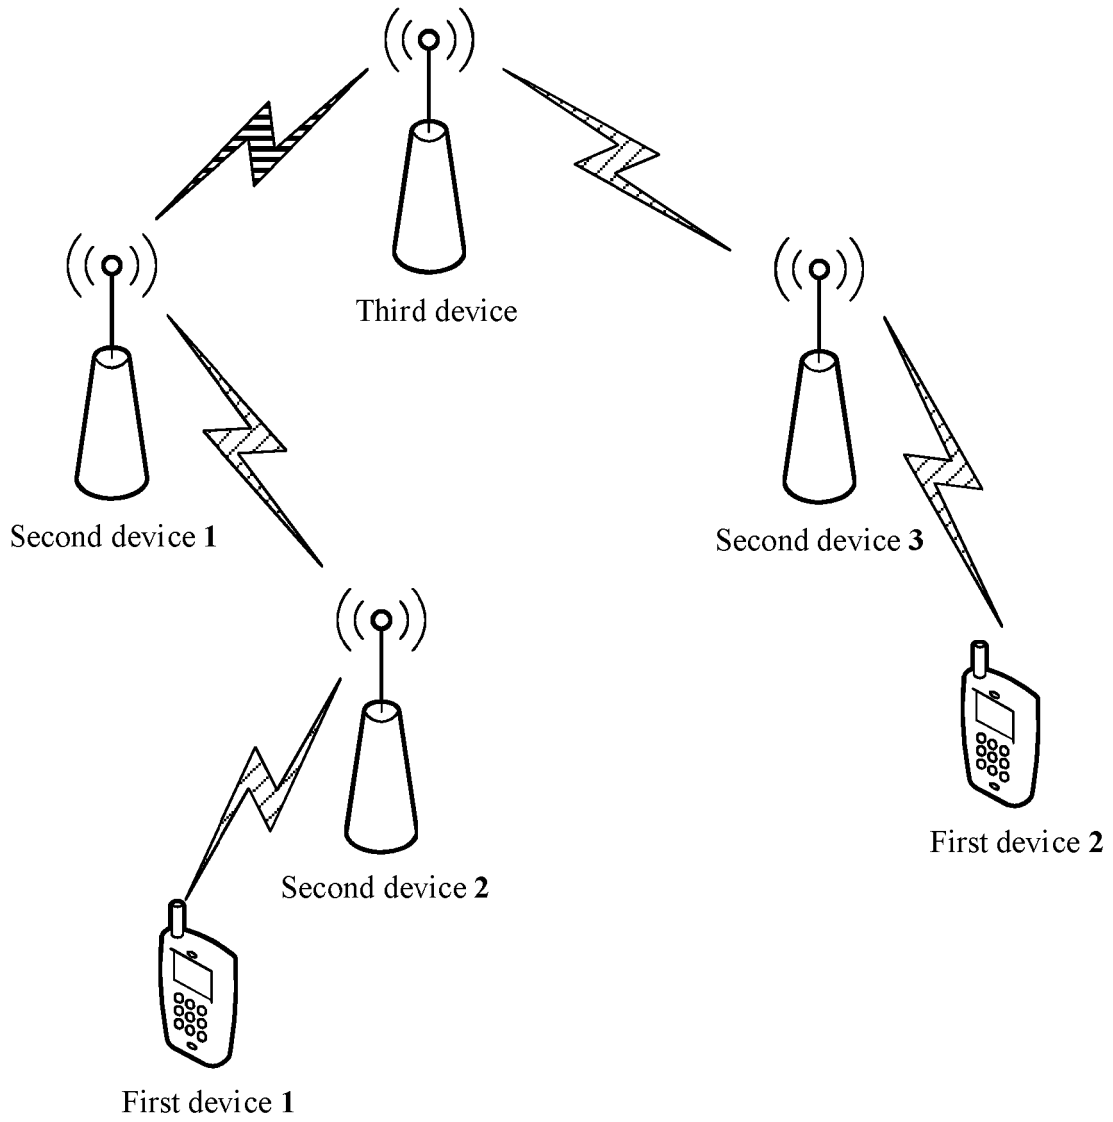 Third device
Second device 1
Second device 3
First device 2
Second device 2
First device 1